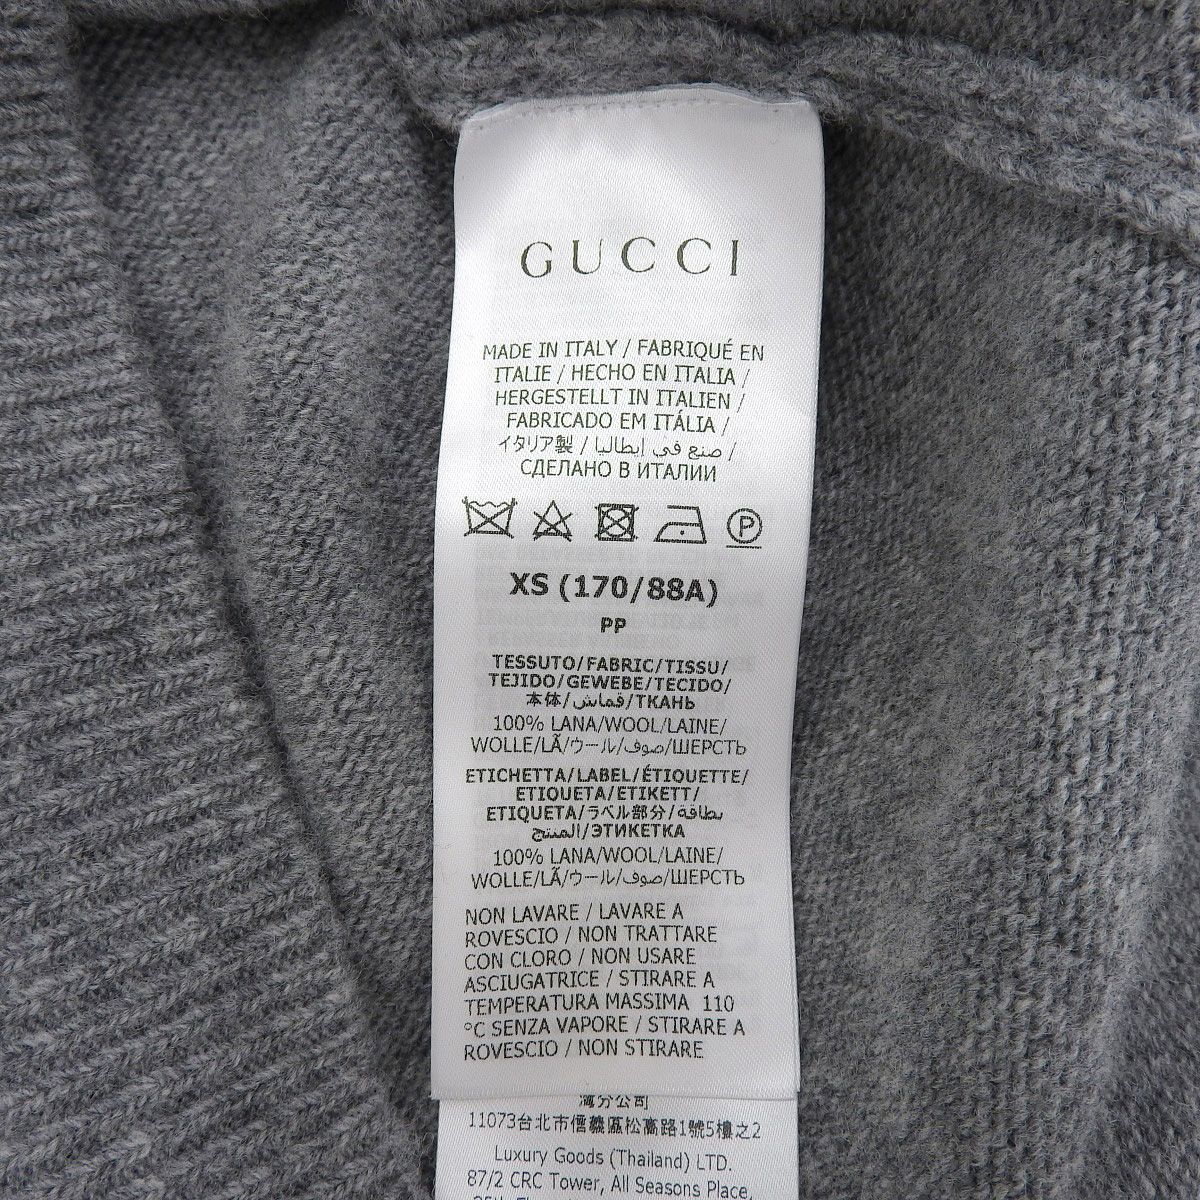 GUCCI
MADE IN ITALY / FABRIQUÉ EN
ITALIE / HECHO EN ITALIA /
HERGESTELLT IN ITALIEN /
FABRICADO EM ITÁLIA /
イタリア製 / صنع في إيطاليا /
СДЕЛАНО В ИТАЛИИ
P
XS (170/88A)
PP
TESSUTO/FABRIC/TISSU/
TEJIDO/GEWEBE/TECIDO/
本体/قماش/ТКАНЬ
100% LANA/WOOL/LAINE/
WOLLE/LÃ/ウール/صوف/ШЕРСТЬ
ETICHETTA/LABEL/ÉTIQUETTE/
ETIQUETA/ETIKETT/
ETIQUETA/ラベル部分/بطاقة
المنتج/ЭТИКЕТКА
100% LANA/WOOL/LAINE/
WOLLE/LÃ/ウール/صوف/ШЕРСТЬ
NON LAVARE / LAVARE A
ROVESCIO / NON TRATTARE
CON CLORO / NON USARE
ASCIUGATRICE / STIRARE A
TEMPERATURA MASSIMA 110
°C SENZA VAPORE / STIRARE A
ROVESCIO / NON STIRARE
灣分公司
11073台北市信義區松高路1號5樓之2
Luxury Goods (Thailand) LTD.
87/2 CRC Tower, All Seasons Place,